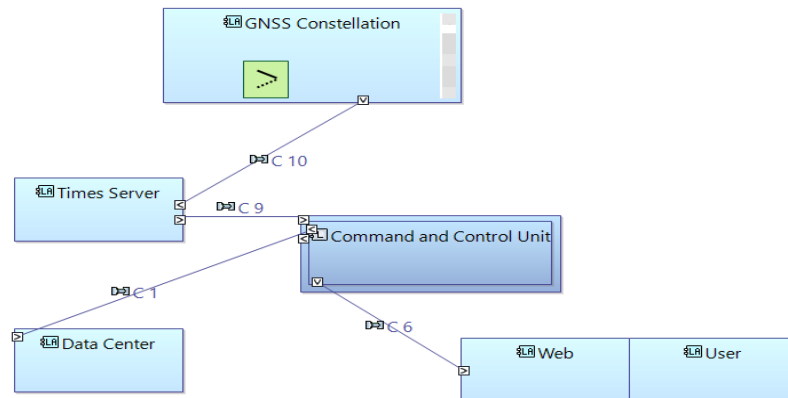 GNSS Constellation
C 10
Times Server
C 9
Command and Control Unit
C 1
C 6
Data Center
Web
User